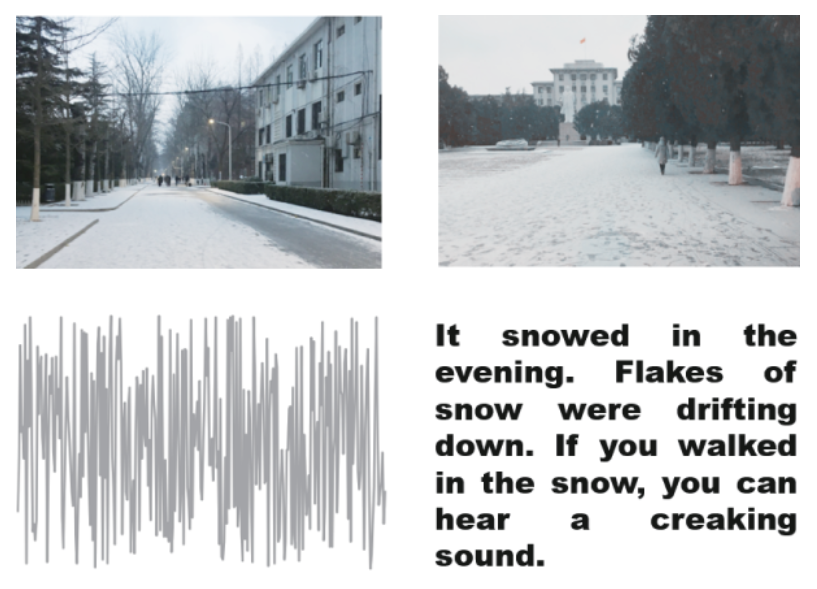 It snowed in the
evening. Flakes of
snow were drifting
down. If you walked
in the snow, you can
hear a creaking
sound.